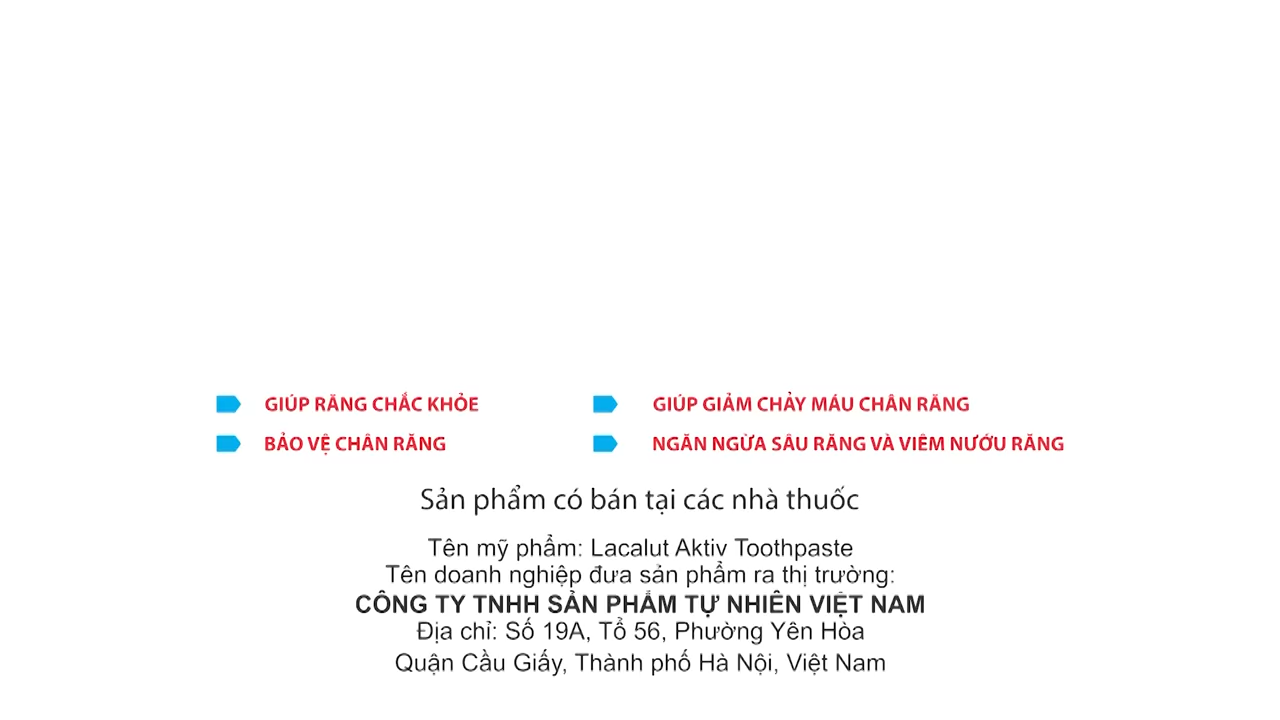 GIÚP RĂNG CHẮC KHỎE
GIÚP GIẢM CHẢY MÁU CHÂN RĂNG
BẢO VỆ CHÂN RĂNG
NGĂN NGỪA SÂU RĂNG VÀ VIÊM NƯỚU RĂNG
Sản phẩm có bán tại các nhà thuốc
Tên mỹ phẩm: Lacalut Aktiv Toothpaste
Tên doanh nghiệp đưa sản phẩm ra thị trường:
CÔNG TY TNHH SẢN PHẨM TỰ NHIÊN VIỆT NAM
Địa chỉ: Số 19A, Tổ 56, Phường Yên Hòa
Quận Cầu Giấy, Thành phố Hà Nội, Việt Nam